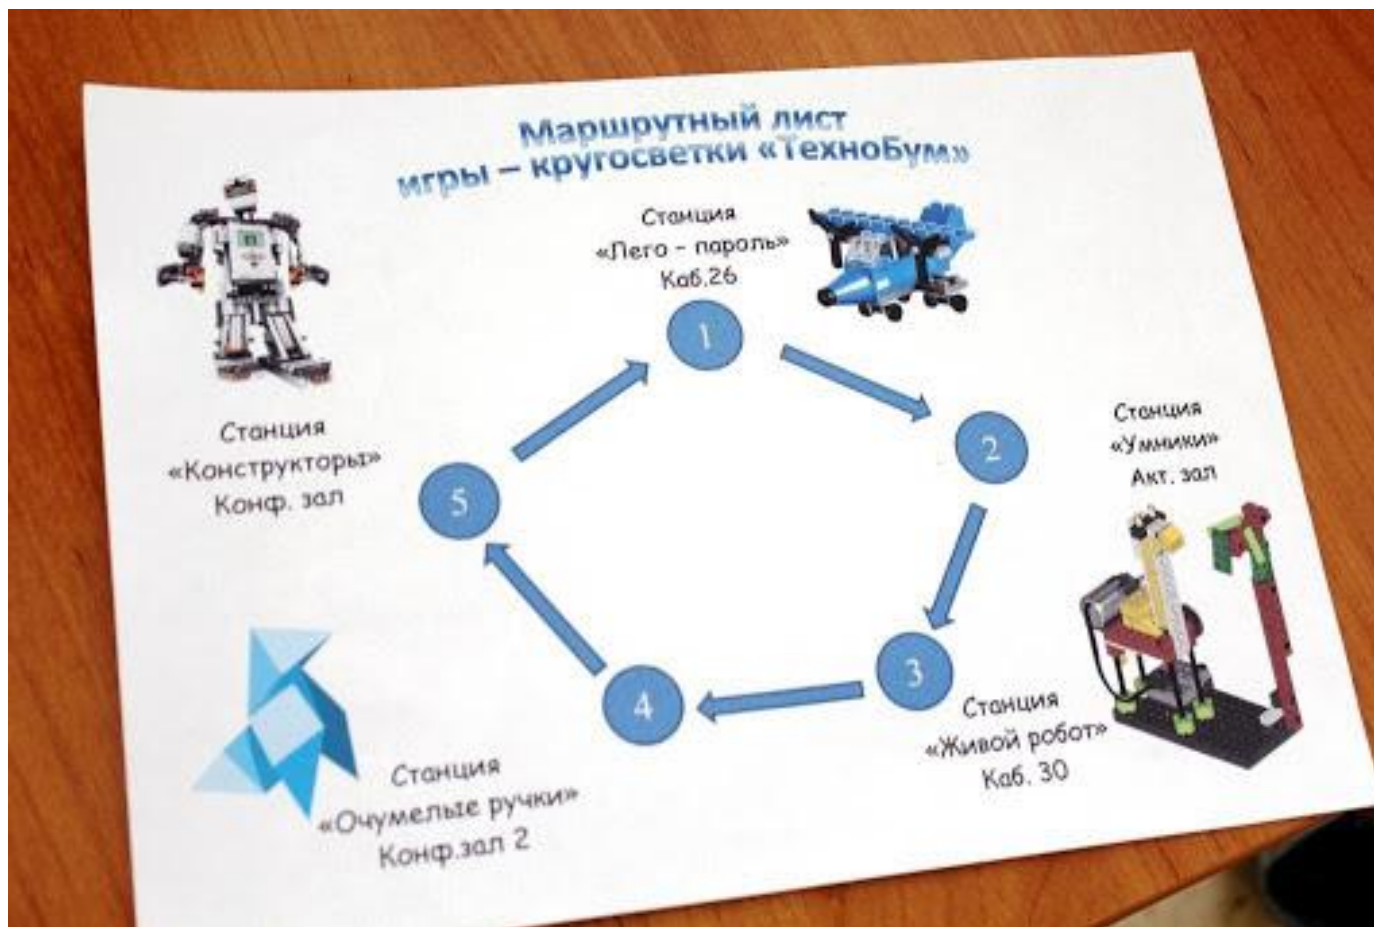 Маршрутный лист
игры – кругосветки «ТехноБум»
Станция
«Лего – пароль»
Каб.26
1
2
Станция
«Умники»
Акт. зал
3
Станция
«Живой робот»
Каб. 30
4
Станция
«Очумелые ручки»
Конф.зал 2
5
Станция
«Конструкторы»
Конф. зал